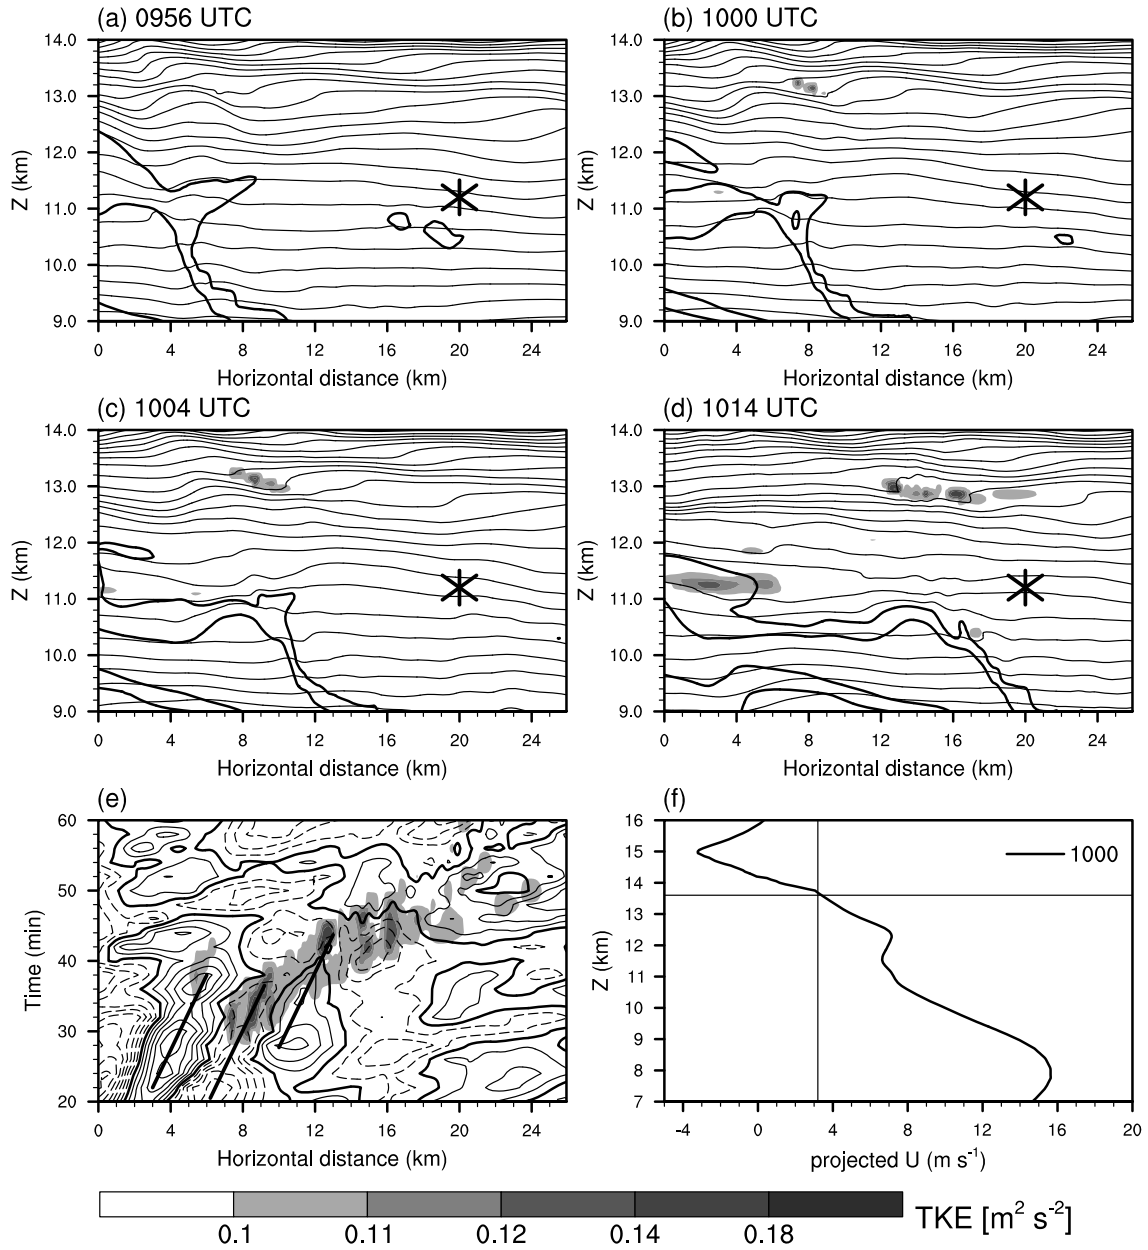 (a) 0956 UTC
(b) 1000 UTC
14.0
13.0
12.0
11.0
10.0
9.0
Z (km)
0 4 8 12 16 20 24
Horizontal distance (km)
14.0
13.0
12.0
11.0
10.0
9.0
Z (km)
0 4 8 12 16 20 24
Horizontal distance (km)
(c) 1004 UTC
(d) 1014 UTC
14.0
13.0
12.0
11.0
10.0
9.0
Z (km)
0 4 8 12 16 20 24
Horizontal distance (km)
14.0
13.0
12.0
11.0
10.0
9.0
Z (km)
0 4 8 12 16 20 24
Horizontal distance (km)
(e)
(f)
60
50
40
30
20
Time (min)
0 4 8 12 16 20 24
Horizontal distance (km)
16
15
14
13
12
11
10
9
8
7
Z (km)
1000
-4 0 4 8 12 16 20
projected U (m s⁻¹)
0.1 0.11 0.12 0.14 0.18
TKE [m² s⁻²]